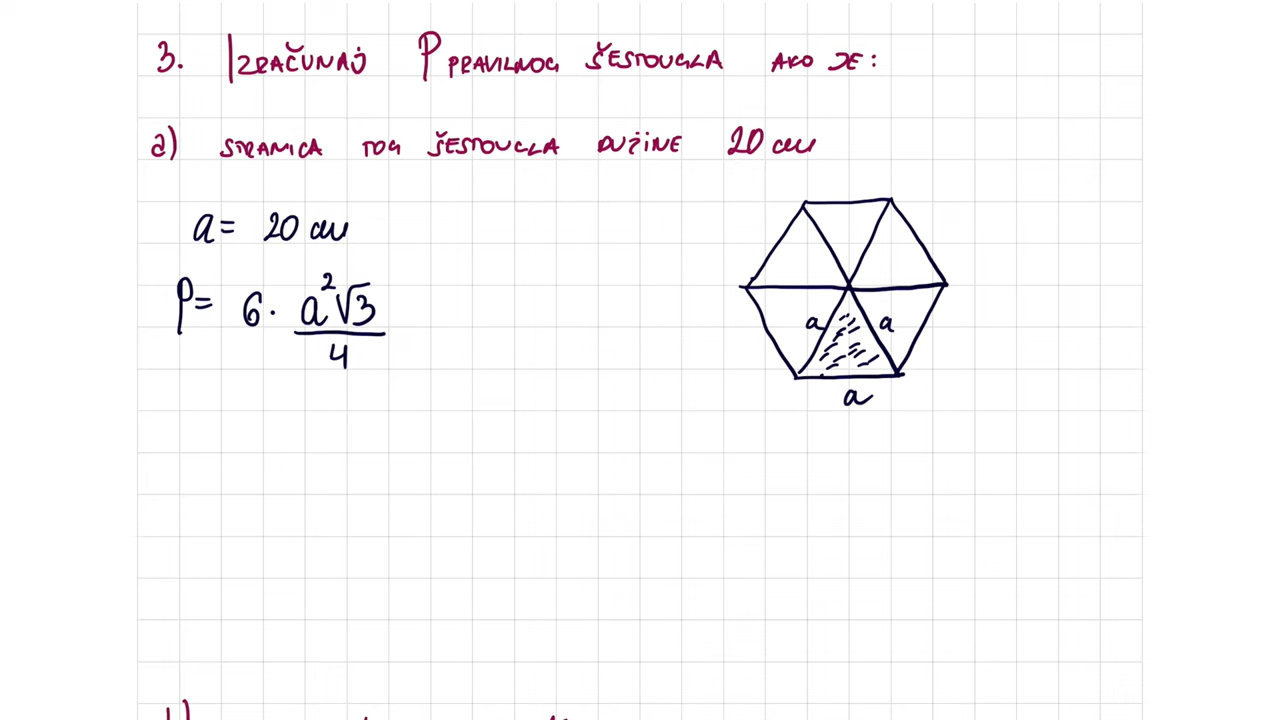 3. IZRAČUNAJ P PRAVILNOG ŠESTOUGLA AKO JE:
a) STRANICA TOG ŠESTOUGLA DUŽINE 20 cm
a = 20 cm
P = 6 · a²√3 / 4
a a
a